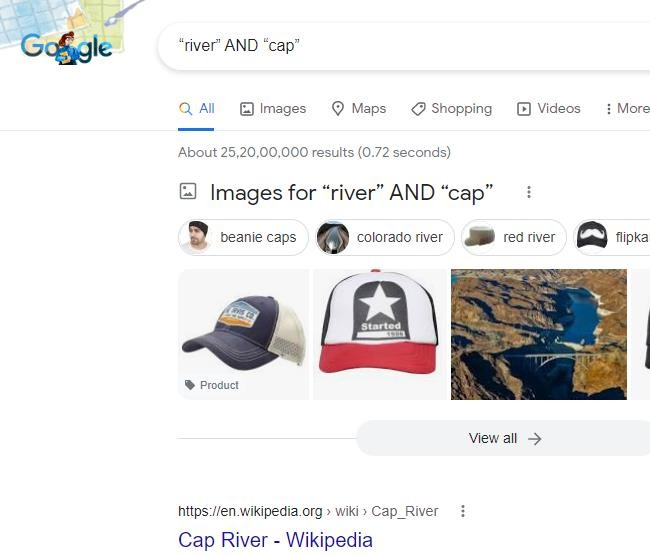 Google
“river” AND “cap”
All Images Maps Shopping Videos More
About 25,20,00,000 results (0.72 seconds)
Images for “river” AND “cap”
beanie caps colorado river red river flipka
Started
1986
Product
View all →
https://en.wikipedia.org › wiki › Cap_River
Cap River - Wikipedia